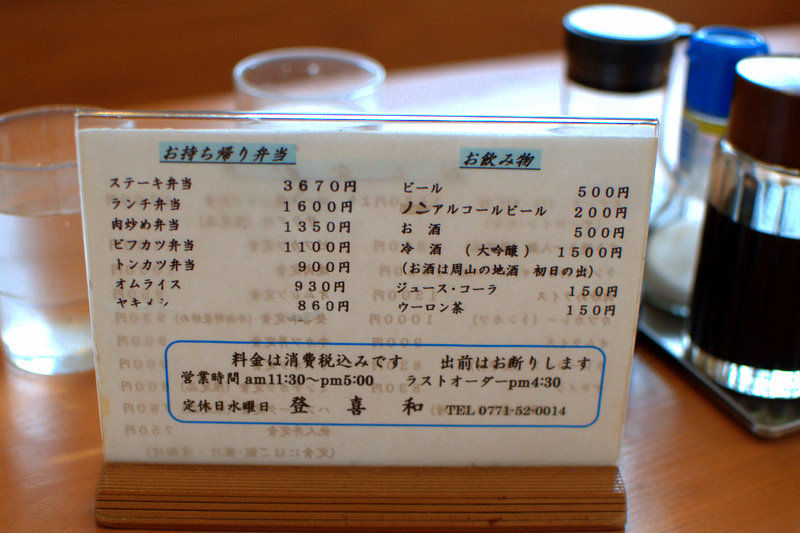 お持ち帰り弁当
ステーキ弁当 3670円
ランチ弁当 1600円
肉炒め弁当 1350円
ビフカツ弁当 1100円
トンカツ弁当 900円
オムライス 930円
ヤキメシ 860円
お飲み物
ビール 500円
ノンアルコールビール 200円
お 酒 500円
冷 酒 (大吟醸) 1500円
(お酒は周山の地酒 初日の出)
ジュース・コーラ 150円
ウーロン茶 150円
料金は消費税込みです 出前はお断りします
営業時間am11:30～pm5:00 ラストオーダーpm4:30
定休日水曜日 登 喜 和 TEL 0771-52-0014